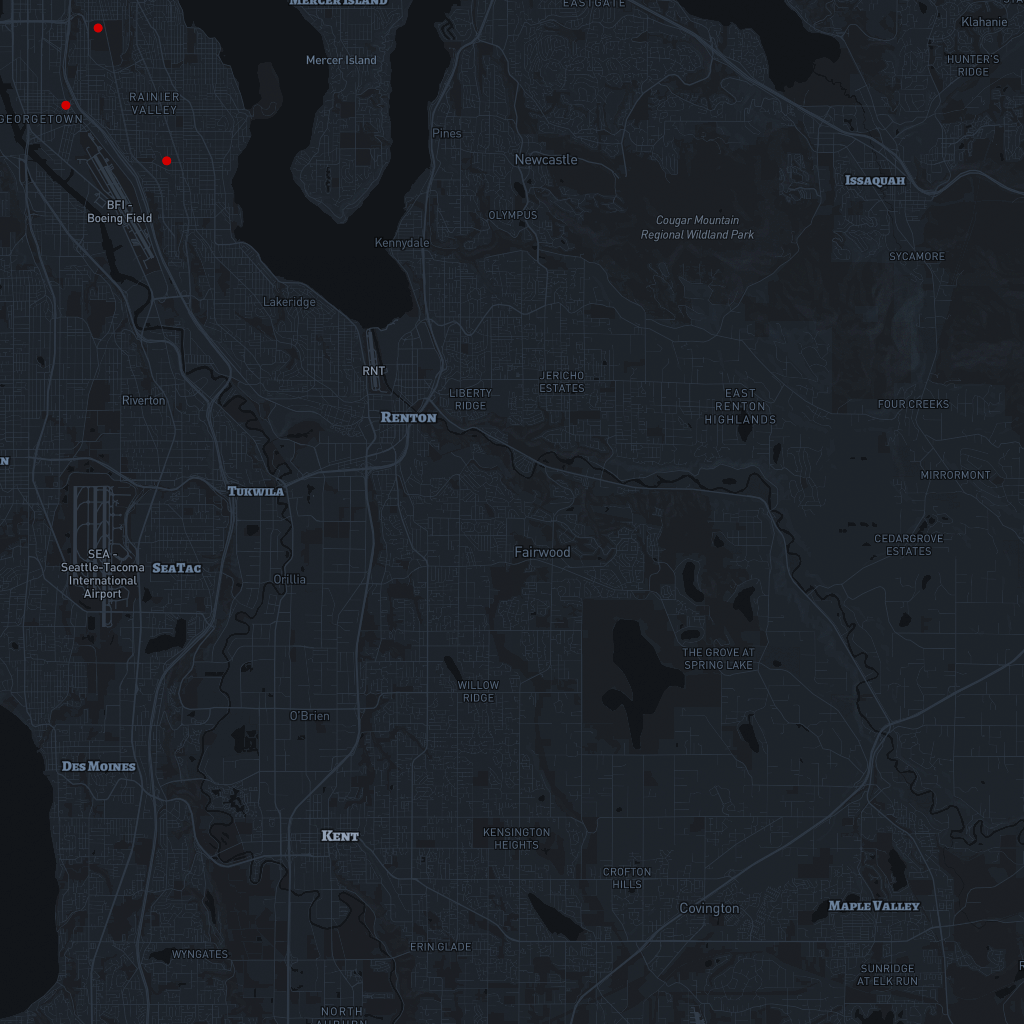 MERCER ISLAND
EASTGATE
Klahanie
Mercer Island
HUNTER'S
RIDGE
RAINIER
VALLEY
GEORGETOWN
Pines
Newcastle
ISSAQUAH
BFI -
Boeing Field
OLYMPUS
Cougar Mountain
Regional Wildland Park
Kennydale
SYCAMORE
Lakeridge
RNT
JERICHO
ESTATES
LIBERTY
RIDGE
EAST
RENTON
HIGHLANDS
Riverton
FOUR CREEKS
RENTON
N
MIRRORMONT
TUKWILA
CEDARGROVE
ESTATES
SEA -
Seattle-Tacoma
International
Airport
SEATAC
Fairwood
Orillia
THE GROVE AT
SPRING LAKE
WILLOW
RIDGE
O'Brien
DES MOINES
KENT
KENSINGTON
HEIGHTS
CROFTON
HILLS
Covington
MAPLE VALLEY
ERIN GLADE
WYNGATES
SUNRIDGE
AT ELK RUN
NORTH
AUBURN